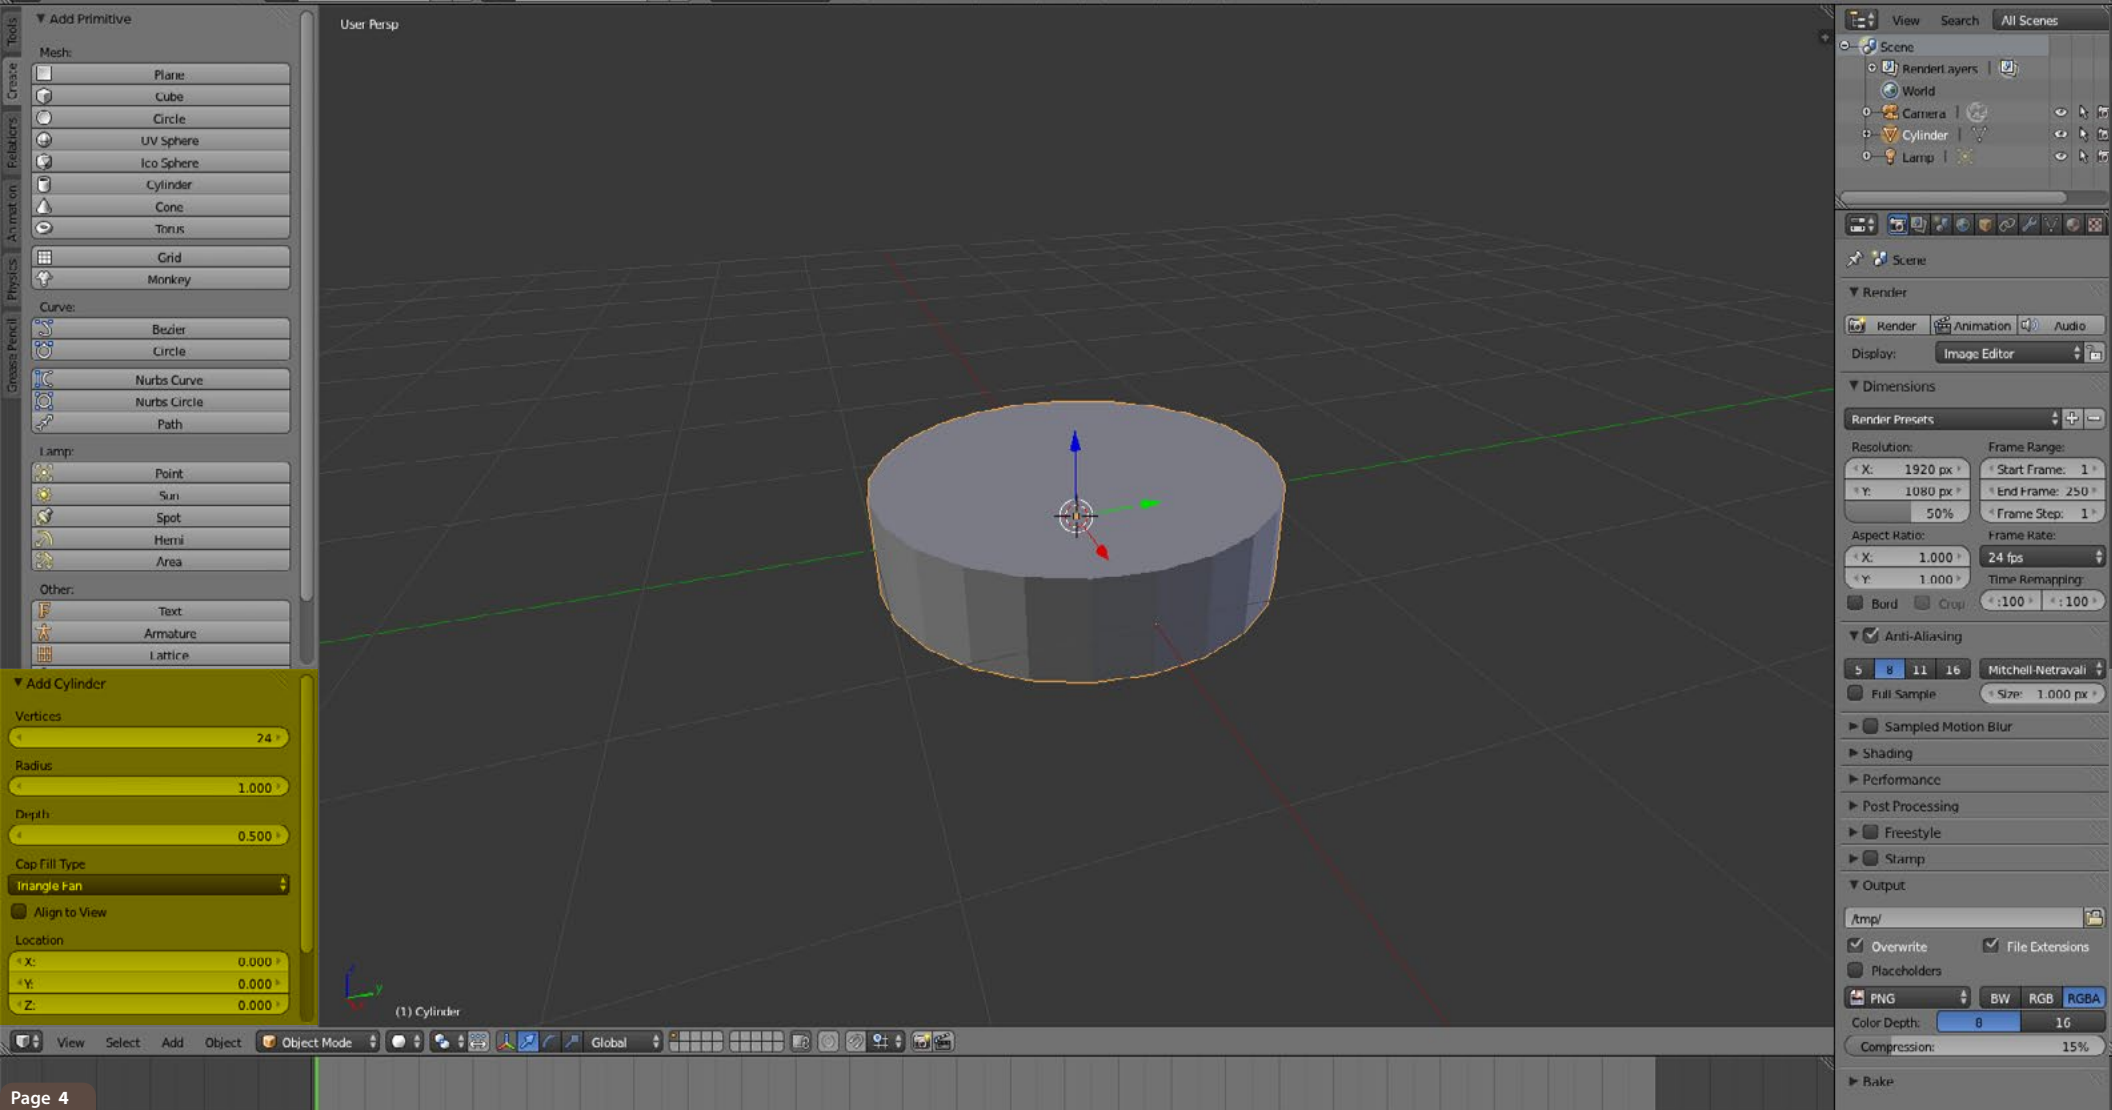 Tools
Create
Relations
Animation
Physics
Grease Pencil
Add Primitive
Mesh:
Plane
Cube
Circle
UV Sphere
Ico Sphere
Cylinder
Cone
Torus
Grid
Monkey
Curve:
Bezier
Circle
Nurbs Curve
Nurbs Circle
Path
Lamp:
Point
Sun
Spot
Hemi
Area
Other:
Text
Armature
Lattice
Add Cylinder
Vertices
24
Radius
1.000
Depth
0.500
Cap Fill Type
Triangle Fan
Align to View
Location
X: 0.000
Y: 0.000
Z: 0.000
User Persp
z
y
(1) Cylinder
View Select Add Object Object Mode Global
View Search All Scenes
Scene
RenderLayers
World
Camera
Cylinder
Lamp
Scene
Render
Render Animation Audio
Display: Image Editor
Dimensions
Render Presets
Resolution: Frame Range:
X: 1920 px Start Frame: 1
Y: 1080 px End Frame: 250
50% Frame Step: 1
Aspect Ratio: Frame Rate:
X: 1.000 24 fps
Y: 1.000 Time Remapping:
Bord Crop :100 :100
Anti-Aliasing
5 8 11 16 Mitchell-Netravali
Full Sample Size: 1.000 px
Sampled Motion Blur
Shading
Performance
Post Processing
Freestyle
Stamp
Output
/tmp/
Overwrite File Extensions
Placeholders
PNG BW RGB RGBA
Color Depth: 8 16
Compression: 15%
Bake
Page 4